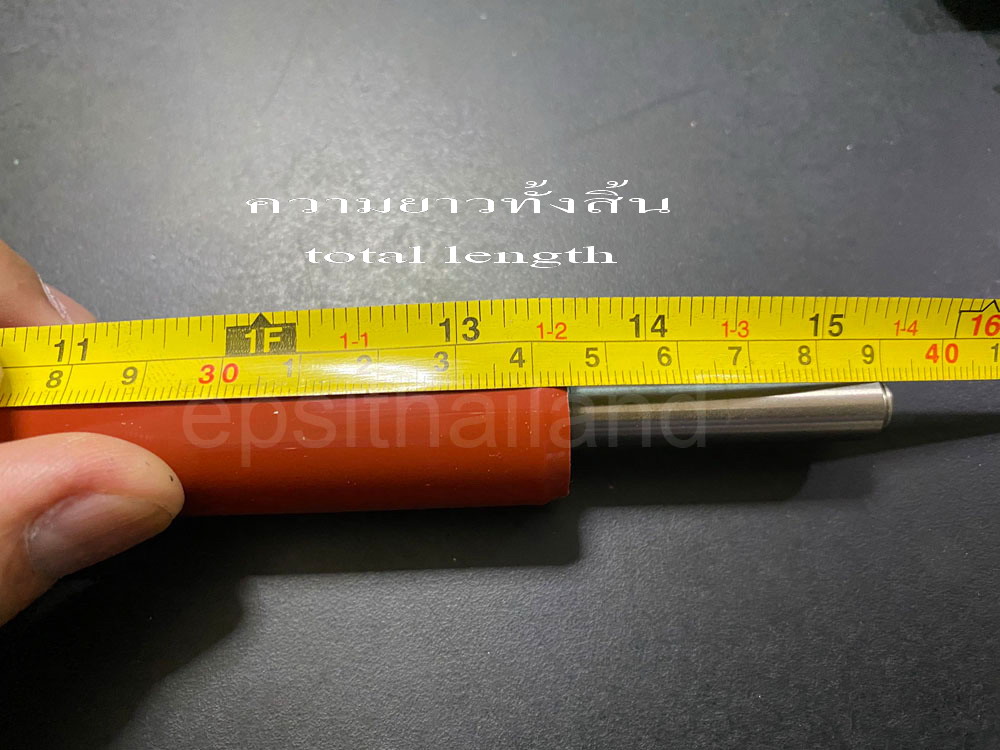 ความยาวทั้งสิ้น
total length
11 1F 1-1 13 1-2 14 1-3 15 1-4 16
8 9 30 1 2 3 4 5 6 7 8 9 40 1
epsithailand